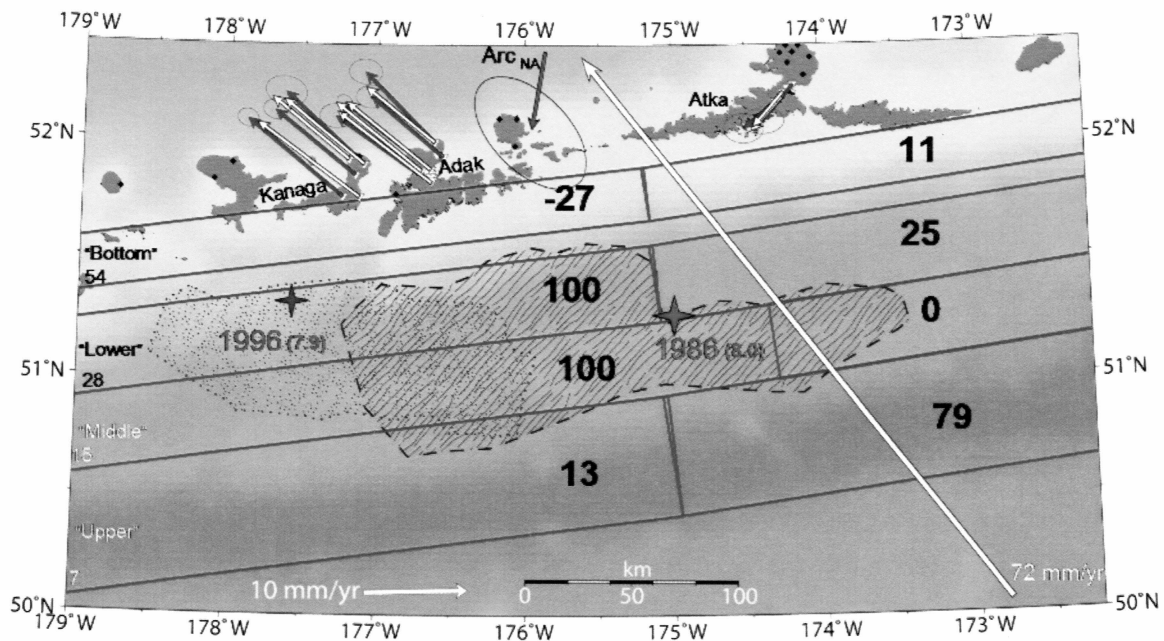 179°W 178°W 177°W 176°W 175°W 174°W 173°W
Arc NA
Atka
52°N 52°N
Adak
Kanaga
11
-27
"Bottom"
54
25
100
0
1996 (7.9)
1986 (8.0)
"Lower"
28
51°N 51°N
100
"Middle"
79
13
"Upper"
7
10 mm/yr
km
0 50 100
72 mm/yr
50°N 50°N
179°W 178°W 177°W 176°W 175°W 174°W 173°W